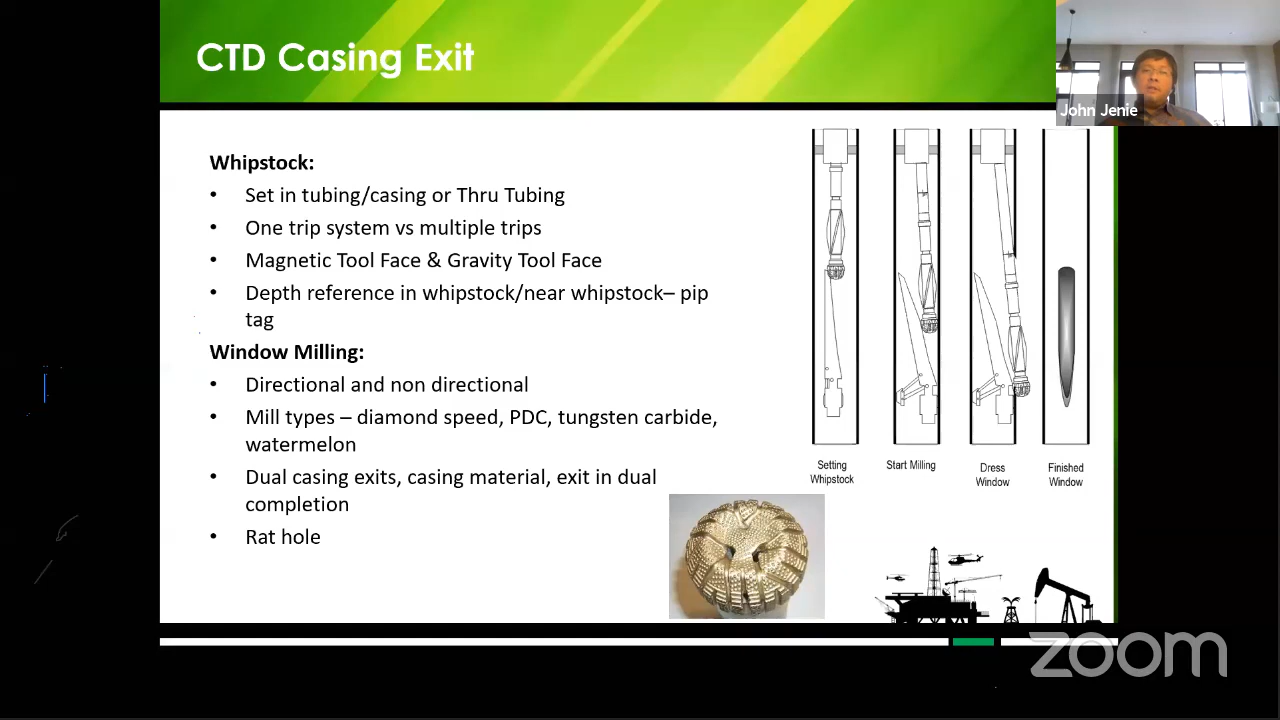 CTD Casing Exit
John Jenie
Whipstock:
• Set in tubing/casing or Thru Tubing
• One trip system vs multiple trips
• Magnetic Tool Face & Gravity Tool Face
• Depth reference in whipstock/near whipstock– pip
tag
Window Milling:
• Directional and non directional
• Mill types – diamond speed, PDC, tungsten carbide,
watermelon
• Dual casing exits, casing material, exit in dual
completion
• Rat hole
Setting
Whipstock
Start Milling
Dress
Window
Finished
Window
zoom